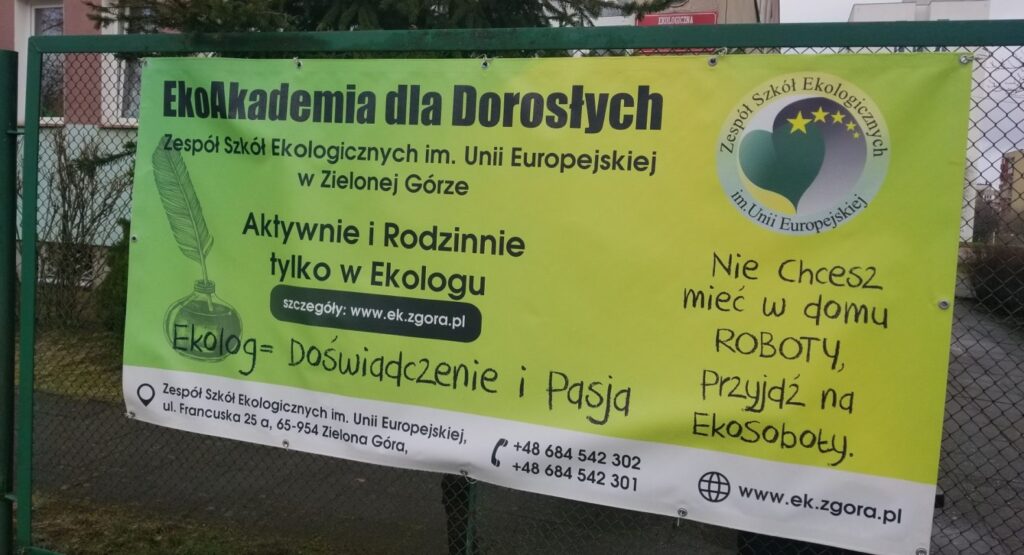 EKOLOGICZNA
EkoAkademia dla Dorosłych
Zespół Szkół Ekologicznych im. Unii Europejskiej
w Zielonej Górze
Aktywnie i Rodzinnie
tylko w Ekologu
szczegóły: www.ek.zgora.pl
Ekolog= Doświadczenie i Pasja
Zespół Szkół Ekologicznych
im. Unii Europejskiej
Nie Chcesz
mieć w domu
ROBOTY,
Przyjdź na
EkoSoboty.
Zespół Szkół Ekologicznych im. Unii Europejskiej,
ul. Francuska 25 a, 65-954 Zielona Góra,
+48 684 542 302
+48 684 542 301
www.ek.zgora.pl